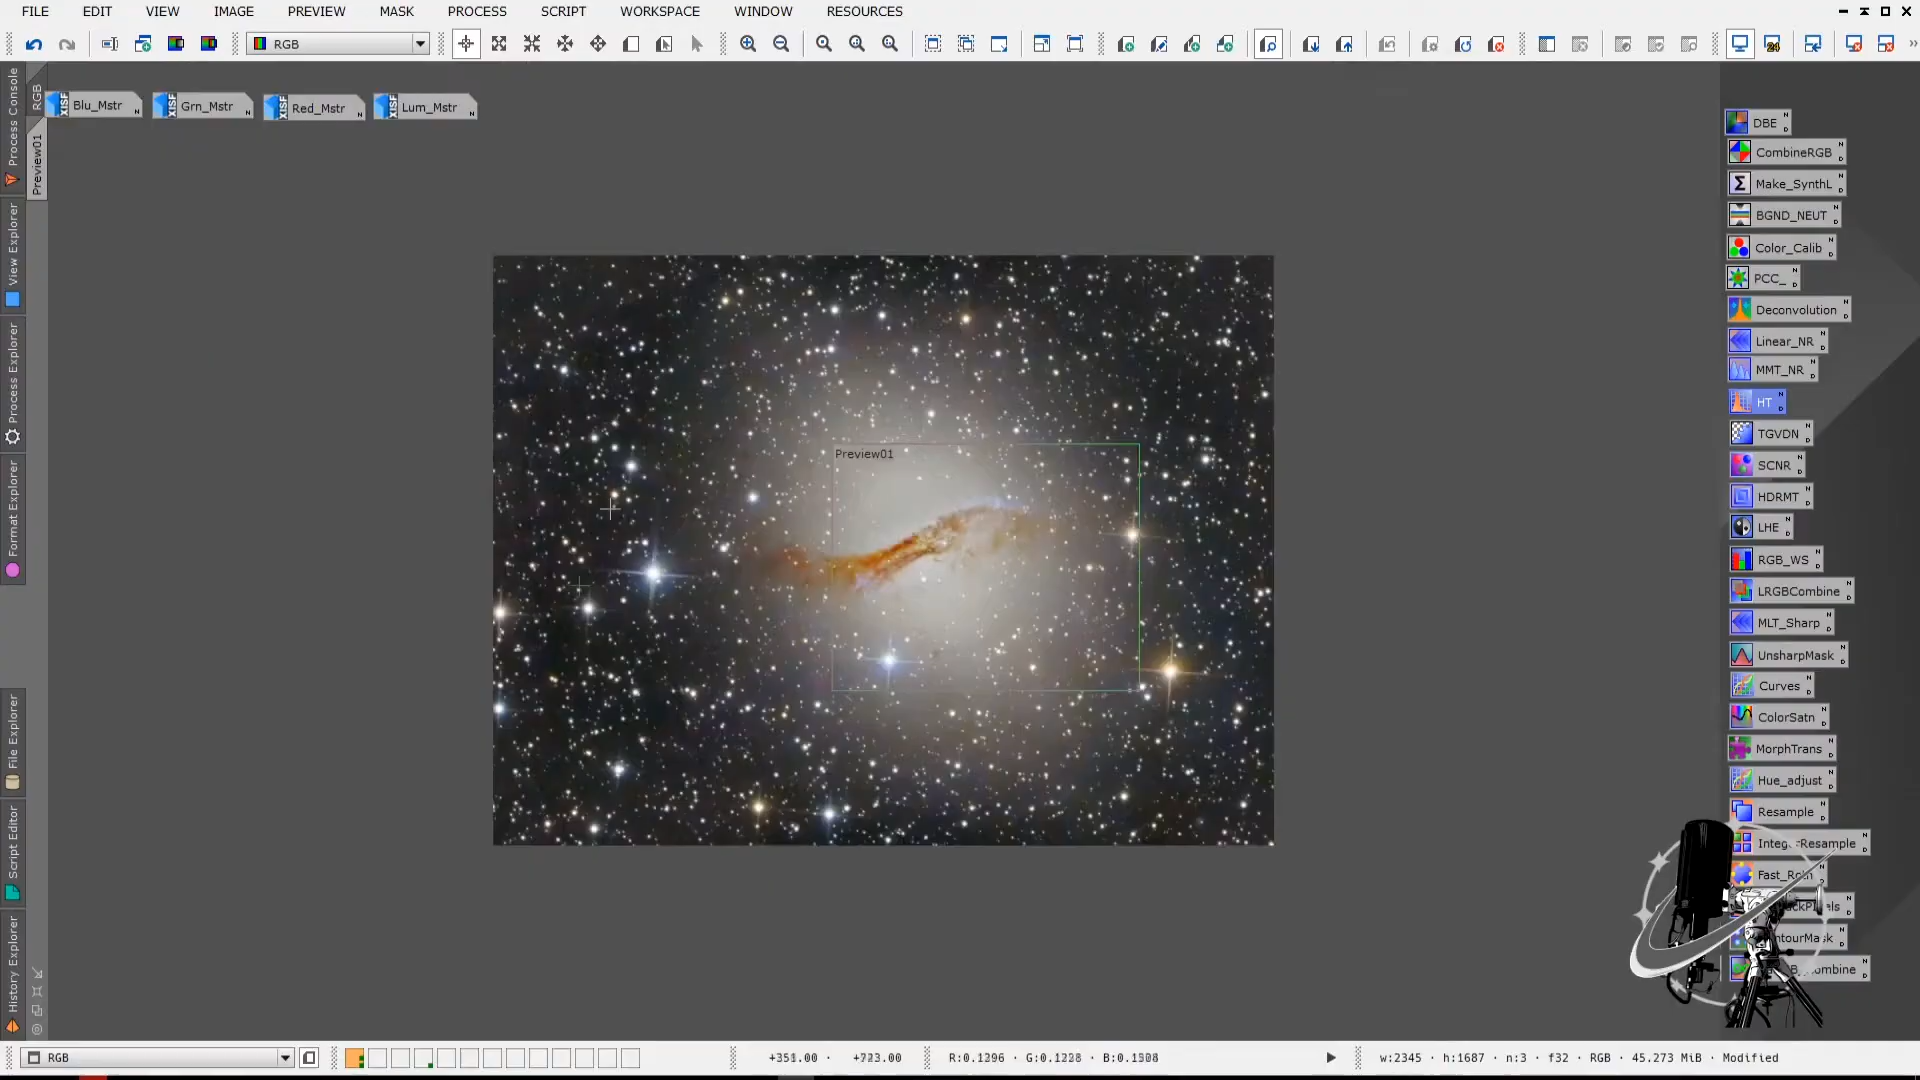 FILE EDIT VIEW IMAGE PREVIEW MASK PROCESS SCRIPT WORKSPACE WINDOW RESOURCES
RGB
24
Process Console
View Explorer
Process Explorer
Format Explorer
File Explorer
Script Editor
History Explorer
RGB
Preview01
Blu_Mstr
Grn_Mstr
Red_Mstr
Lum_Mstr
Preview01
DBE
CombineRGB
Make_SynthL
BGND_NEUT
Color_Calib
PCC_
Deconvolution
Linear_NR
MMT_NR
HT
TGVDN
SCNR
HDRMT
LHE
RGB_WS
LRGBCombine
MLT_Sharp
UnsharpMask
Curves
ColorSatn
MorphTrans
Hue_adjust
Resample
RGB
+351.00 · +723.00
R:0.1296 · G:0.1228 · B:0.1508
w:2345 · h:1687 · n:3 · f32 · RGB · 45.273 MiB · Modified